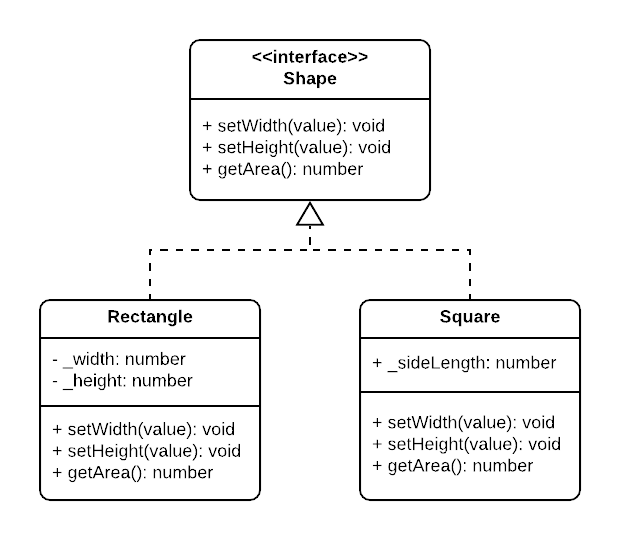 <<interface>>
Shape
+ setWidth(value): void
+ setHeight(value): void
+ getArea(): number
Rectangle
- _width: number
- _height: number
+ setWidth(value): void
+ setHeight(value): void
+ getArea(): number
Square
+ _sideLength: number
+ setWidth(value): void
+ setHeight(value): void
+ getArea(): number